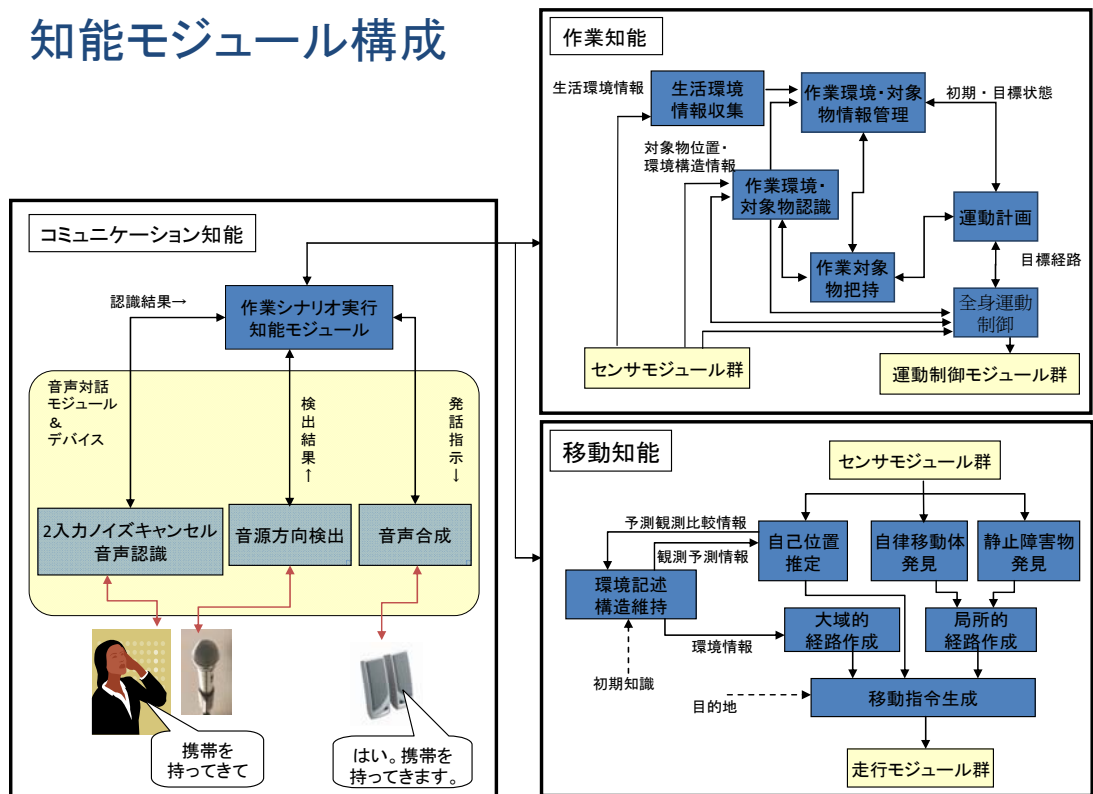 知能モジュール構成
コミュニケーション知能
作業シナリオ実行
知能モジュール
認識結果→
音声対話
モジュール
&
デバイス
検出結果→
発話指示→
2入力ノイズキャンセル
音声認識
音源方向検出
音声合成
携帯を
持ってきて
はい。携帯を
持ってきます。
作業知能
生活環境情報
生活環境
情報収集
作業環境・対象
物情報管理
初期・目標状態
対象物位置・
環境構造情報
作業環境・
対象物認識
運動計画
作業対象
物把持
目標経路
全身運動
制御
センサモジュール群
運動制御モジュール群
移動知能
センサモジュール群
予測観測比較情報
観測予測情報
自己位置
推定
自律移動体
発見
静止障害物
発見
環境記述
構造維持
大域的
経路作成
局所的
経路作成
環境情報
初期知識
目的地
移動指令生成
走行モジュール群